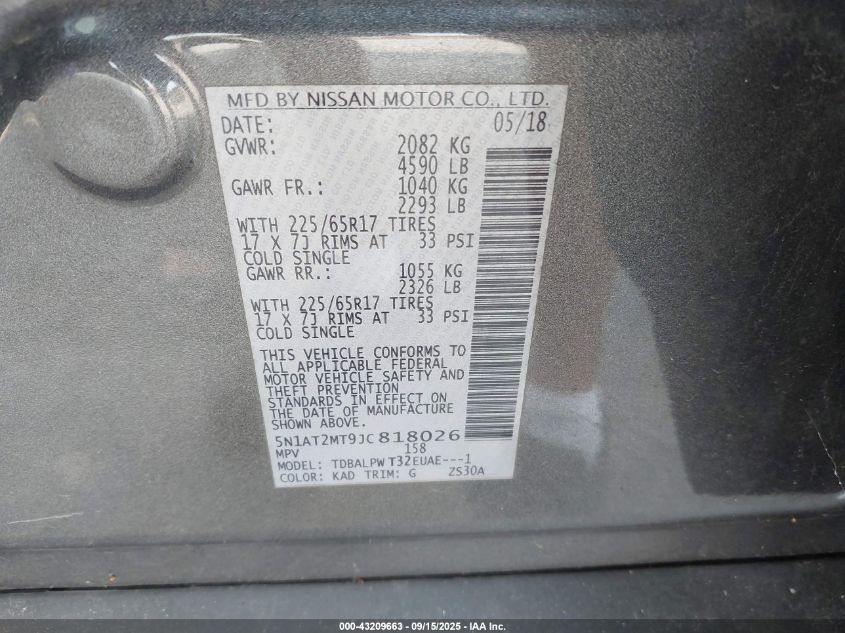 MFD BY NISSAN MOTOR CO., LTD.
DATE: 05/18
GVWR: 2082 KG
4590 LB
GAWR FR.: 1040 KG
2293 LB
WITH 225/65R17 TIRES
17 X 7J RIMS AT 33 PSI
COLD SINGLE
GAWR RR.: 1055 KG
2326 LB
WITH 225/65R17 TIRES
17 X 7J RIMS AT 33 PSI
COLD SINGLE
THIS VEHICLE CONFORMS TO
ALL APPLICABLE FEDERAL
MOTOR VEHICLE SAFETY AND
THEFT PREVENTION
STANDARDS IN EFFECT ON
THE DATE OF MANUFACTURE
SHOWN ABOVE.
5N1AT2MT9JC818026
MPV 158
MODEL: TDBALPW T32EUAE---1
COLOR: KAD TRIM: G ZS30A
000-43209663 - 09/15/2025 - IAA Inc.